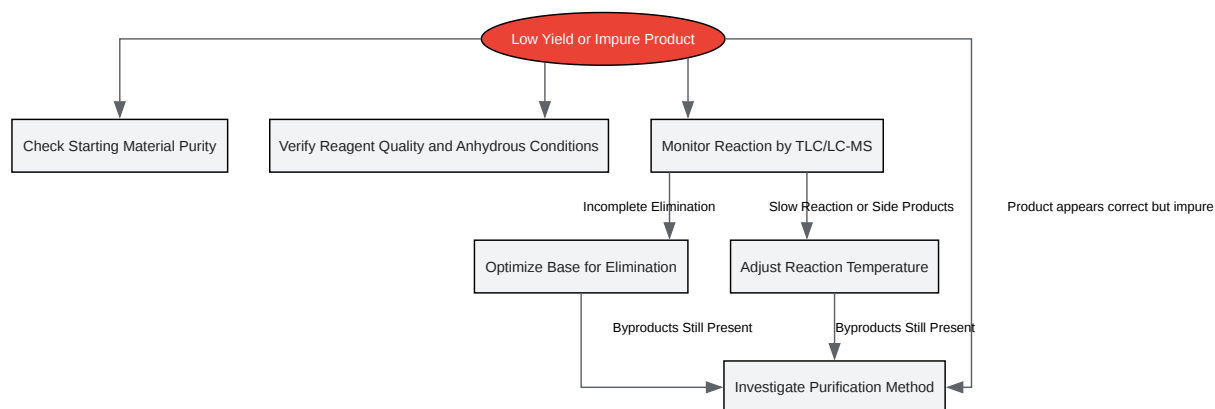 Low Yield or Impure Product
Check Starting Material Purity
Verify Reagent Quality and Anhydrous Conditions
Monitor Reaction by TLC/LC-MS
Incomplete Elimination
Slow Reaction or Side Products
Product appears correct but impure
Optimize Base for Elimination
Adjust Reaction Temperature
Byproducts Still Present
Byproducts Still Present
Investigate Purification Method